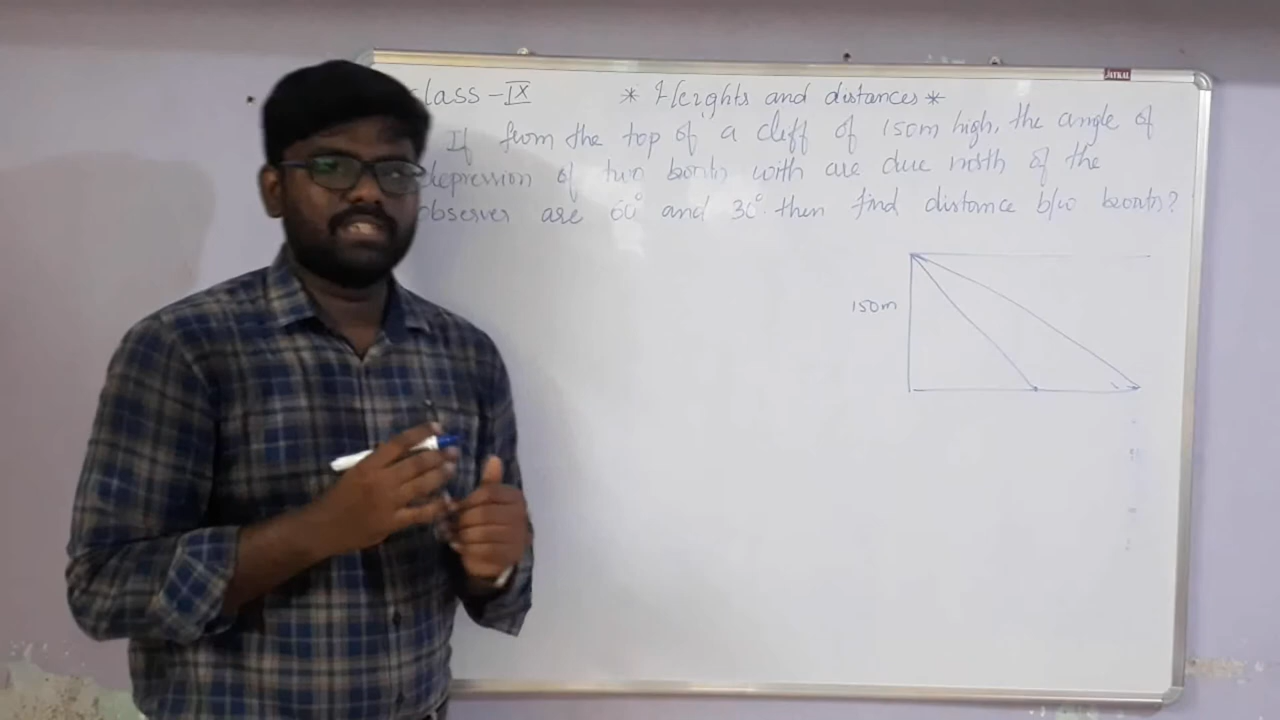 class - IX * Heights and distances *
If from the top of a cliff of 150m high, the angle of
depression of two boats with are due north of the
observer are 60° and 30° then find distance b/w boats?
150m